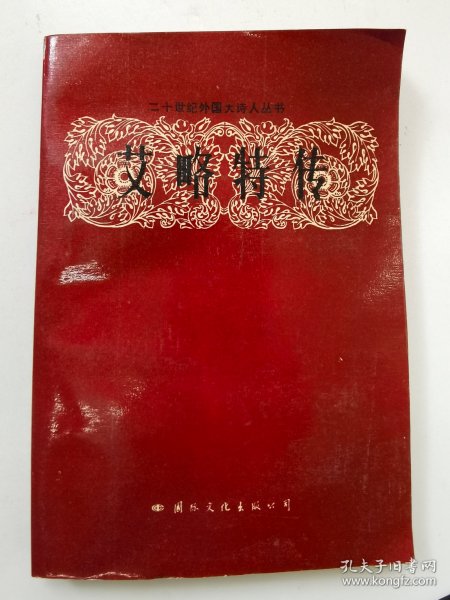 二十世纪外国大诗人丛书
艾略特传
国际文化出版公司
孔夫子旧书网
www.kongfz.com